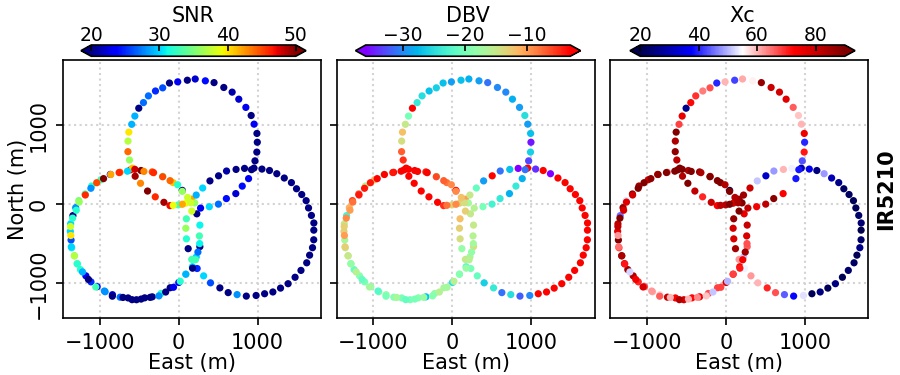 SNR DBV Xc
20 30 40 50 −30 −20 −10 20 40 60 80
1000
0
−1000
North (m)
−1000 0 1000 −1000 0 1000 −1000 0 1000
East (m) East (m) East (m)
IR5210